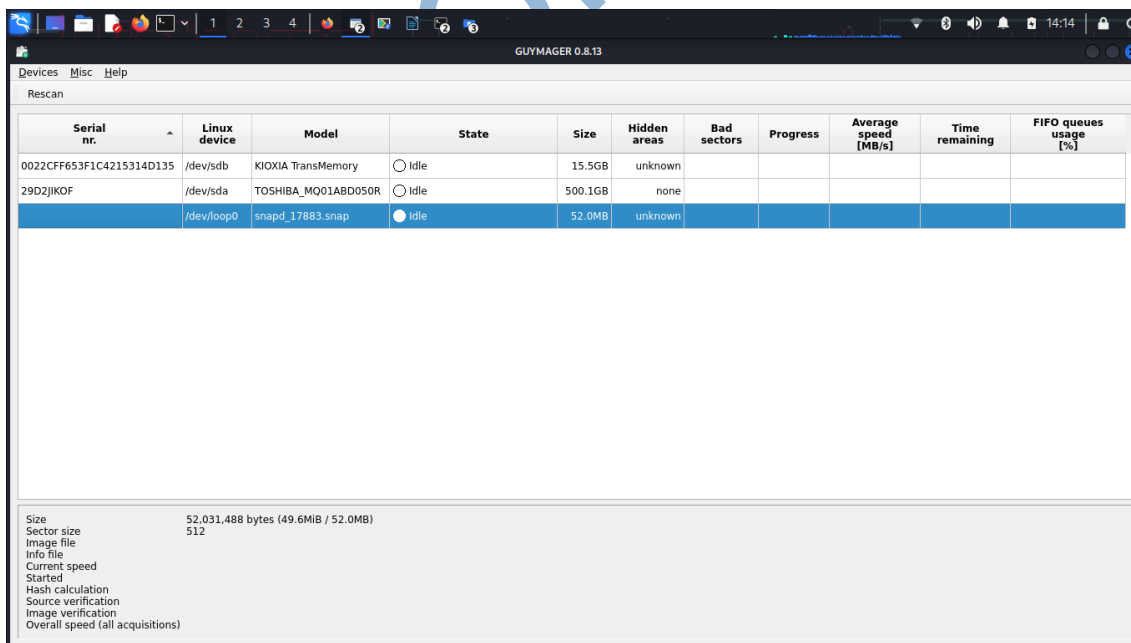 1 2 3 4 2 2 3 14:14
GUYMAGER 0.8.13
Devices Misc Help
Rescan
Serial nr. Linux device Model State Size Hidden areas Bad sectors Progress Average speed [MB/s] Time remaining FIFO queues usage [%]
0022CFF653F1C4215314D135 /dev/sdb KIOXIA TransMemory Idle 15.5GB unknown
29D2JIKOF /dev/sda TOSHIBA_MQ01ABD050R Idle 500.1GB none
/dev/loop0 snapd_17883.snap Idle 52.0MB unknown
Size 52,031,488 bytes (49.6MiB / 52.0MB)
Sector size 512
Image file
Info file
Current speed
Started
Hash calculation
Source verification
Image verification
Overall speed (all acquisitions)